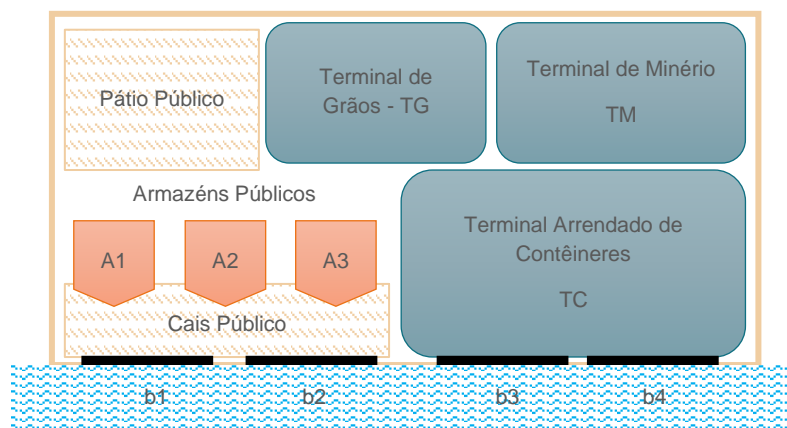 Pátio Público
Terminal de
Grãos - TG
Terminal de Minério
TM
Armazéns Públicos
A1
A2
A3
Terminal Arrendado de
Contêineres
TC
Cais Público
b1
b2
b3
b4